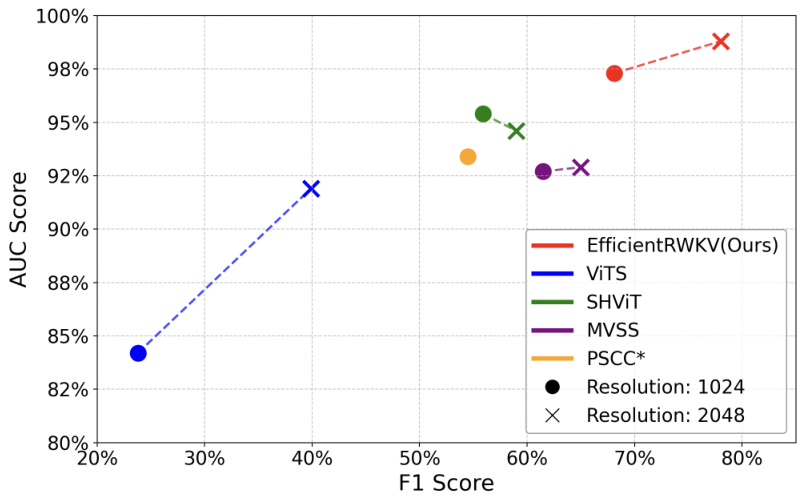 100%
98%
95%
92%
90%
88%
85%
82%
80%
AUC Score
20%
30%
40%
50%
60%
70%
80%
F1 Score
EfficientRWKV(Ours)
ViTS
SHViT
MVSS
PSCC*
Resolution: 1024
Resolution: 2048